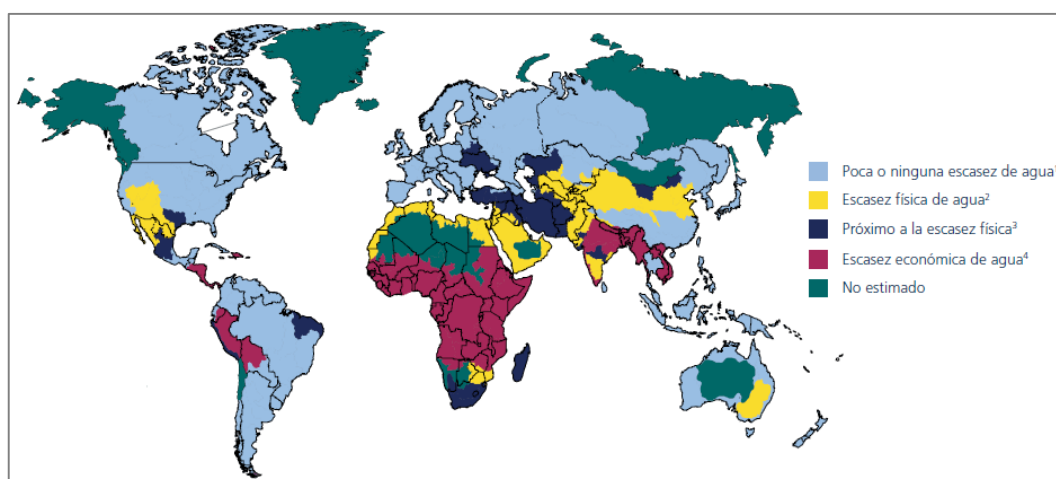 Poca o ninguna escasez de agua¹
Escasez física de agua²
Próximo a la escasez física³
Escasez económica de agua⁴
No estimado